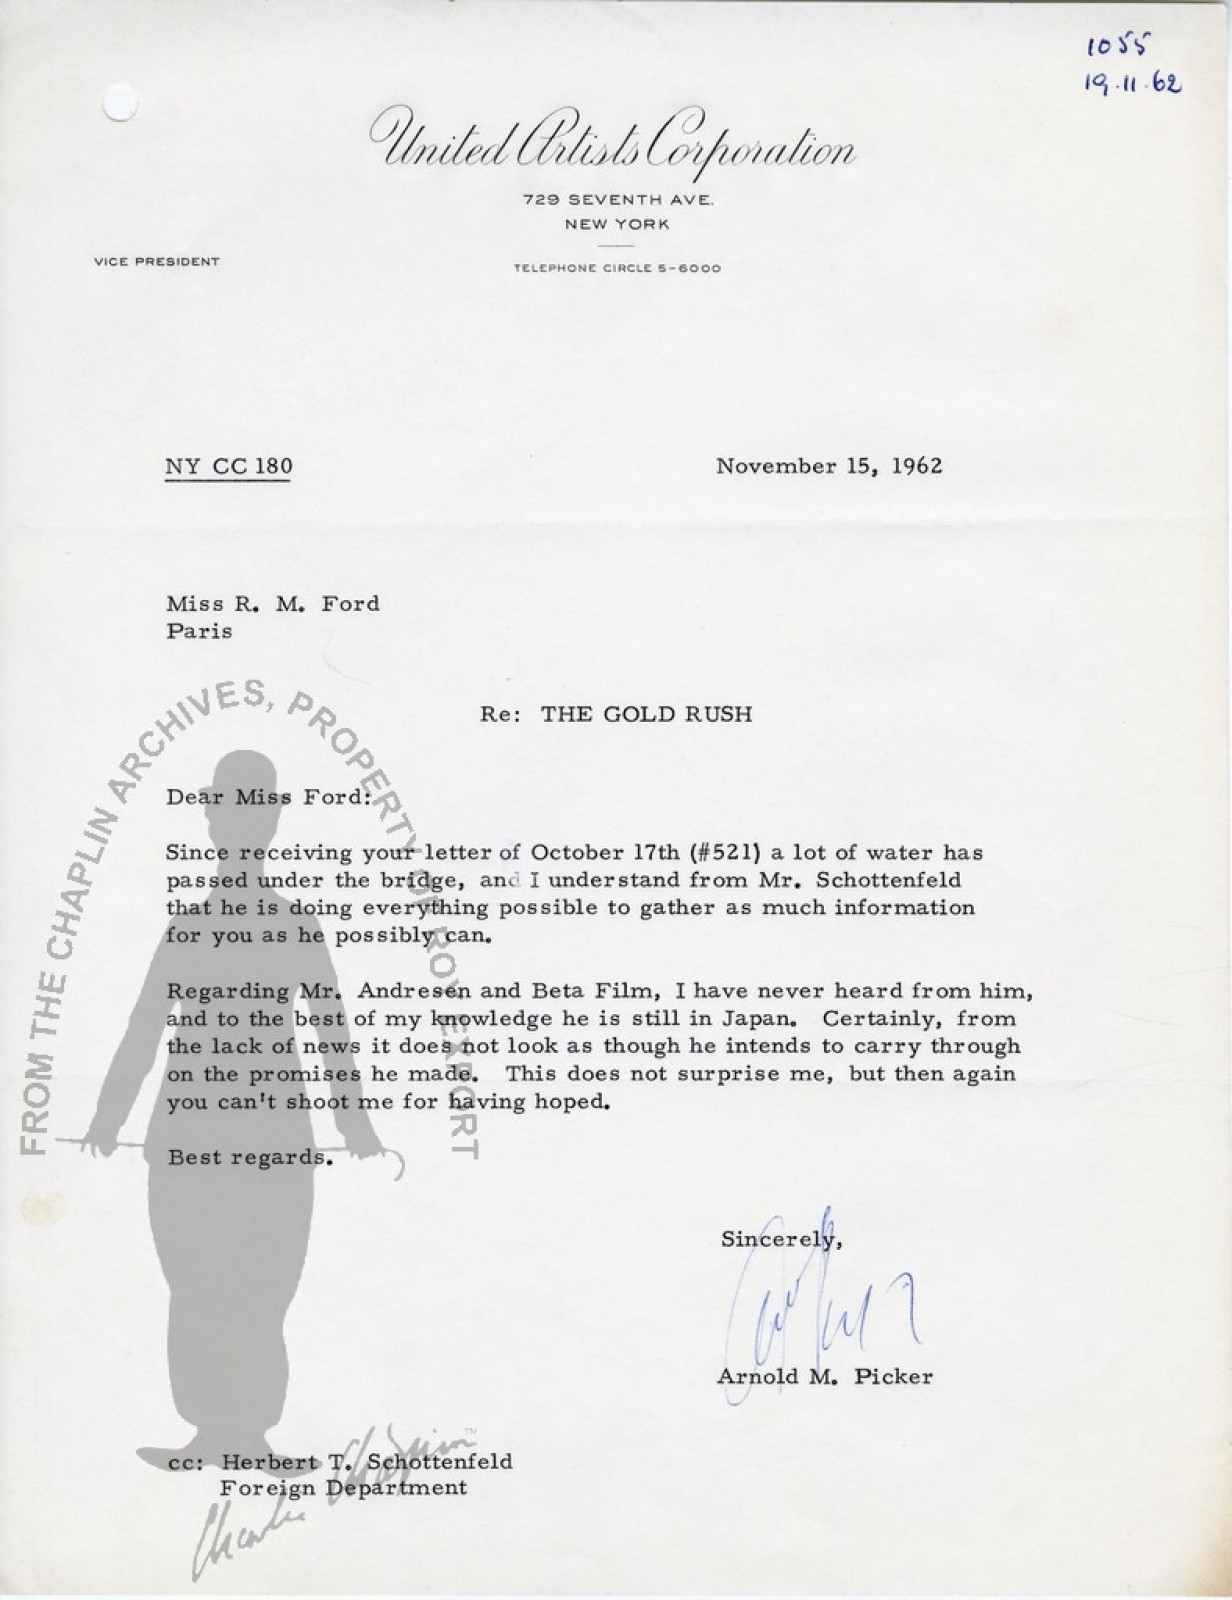 1055
19.11.62
United Artists Corporation
729 SEVENTH AVE.
NEW YORK
VICE PRESIDENT
TELEPHONE CIRCLE 5-6000
NY CC 180
November 15, 1962
Miss R. M. Ford
Paris
Re: THE GOLD RUSH
Dear Miss Ford:
Since receiving your letter of October 17th (#521) a lot of water has
passed under the bridge, and I understand from Mr. Schottenfeld
that he is doing everything possible to gather as much information
for you as he possibly can.
Regarding Mr. Andresen and Beta Film, I have never heard from him,
and to the best of my knowledge he is still in Japan. Certainly, from
the lack of news it does not look as though he intends to carry through
on the promises he made. This does not surprise me, but then again
you can't shoot me for having hoped.
Best regards.
Sincerely,
Arnold M. Picker
cc: Herbert T. Schottenfeld
Foreign Department
FROM THE CHAPLIN ARCHIVES, PROPERTY OF ROY EXPORT
Charlie Chaplin TM